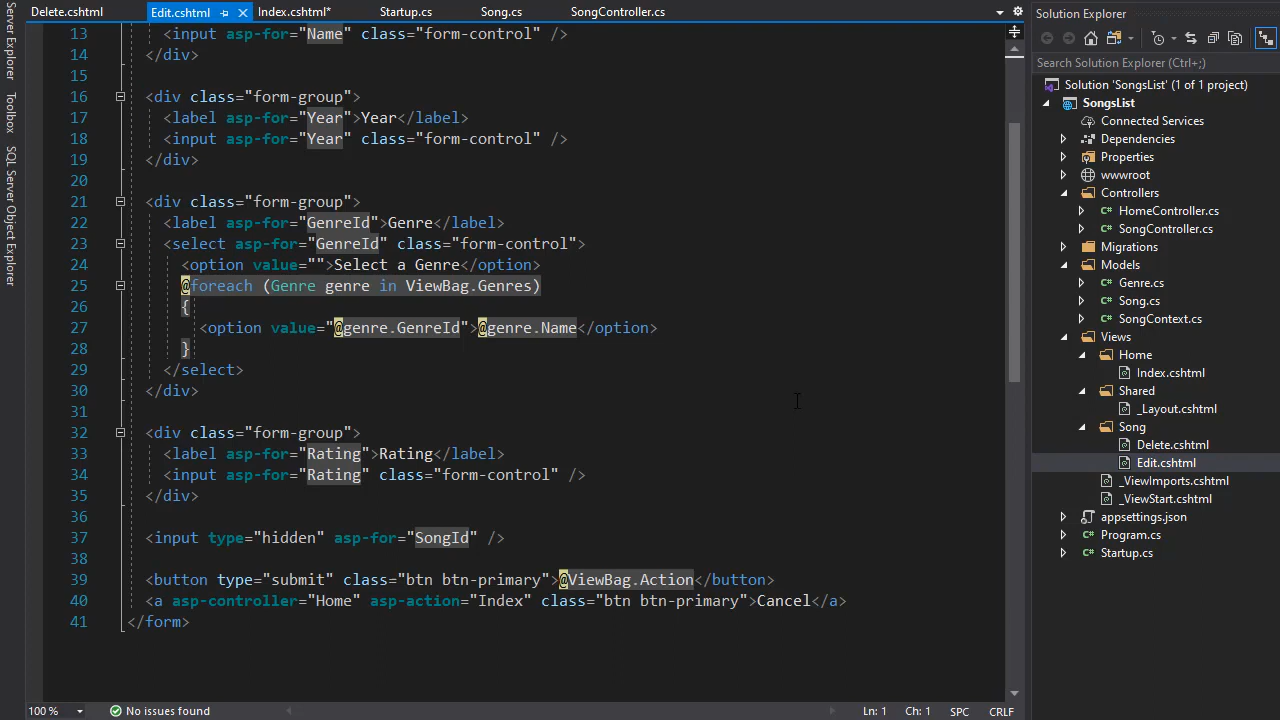 Delete.cshtml Edit.cshtml Index.cshtml* Startup.cs Song.cs SongController.cs
Server Explorer
Toolbox
SQL Server Object Explorer
13 <input asp-for="Name" class="form-control" />
14 </div>
15
16 <div class="form-group">
17 <label asp-for="Year">Year</label>
18 <input asp-for="Year" class="form-control" />
19 </div>
20
21 <div class="form-group">
22 <label asp-for="GenreId">Genre</label>
23 <select asp-for="GenreId" class="form-control">
24 <option value="">Select a Genre</option>
25 @foreach (Genre genre in ViewBag.Genres)
26 {
27 <option value="@genre.GenreId">@genre.Name</option>
28 }
29 </select>
30 </div>
31
32 <div class="form-group">
33 <label asp-for="Rating">Rating</label>
34 <input asp-for="Rating" class="form-control" />
35 </div>
36
37 <input type="hidden" asp-for="SongId" />
38
39 <button type="submit" class="btn btn-primary">@ViewBag.Action</button>
40 <a asp-controller="Home" asp-action="Index" class="btn btn-primary">Cancel</a>
41 </form>
100 % No issues found Ln: 1 Ch: 1 SPC CRLF
Solution Explorer
Search Solution Explorer (Ctrl+;)
Solution 'SongsList' (1 of 1 project)
SongsList
Connected Services
Dependencies
Properties
wwwroot
Controllers
C# HomeController.cs
C# SongController.cs
Migrations
Models
C# Genre.cs
C# Song.cs
C# SongContext.cs
Views
Home
Index.cshtml
Shared
_Layout.cshtml
Song
Delete.cshtml
Edit.cshtml
_ViewImports.cshtml
_ViewStart.cshtml
appsettings.json
C# Program.cs
C# Startup.cs